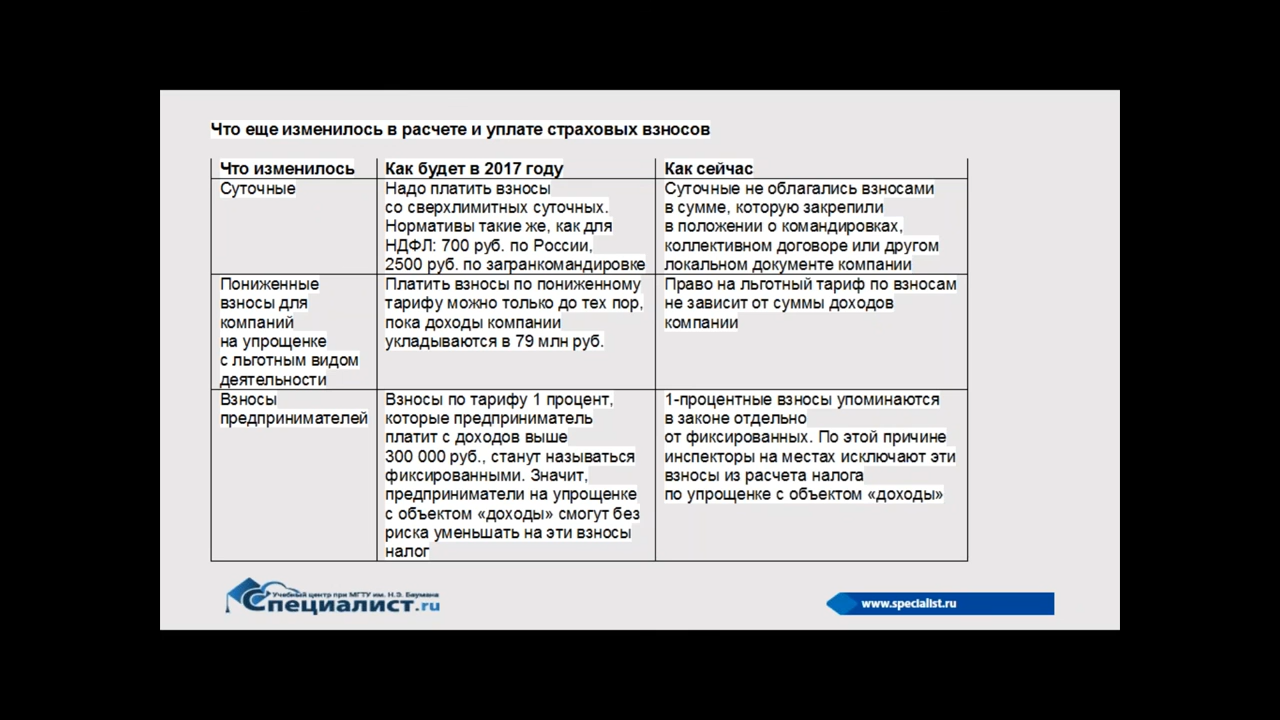 Что еще изменилось в расчете и уплате страховых взносов
Что изменилось
Как будет в 2017 году
Как сейчас
Суточные
Надо платить взносы
со сверхлимитных суточных.
Нормативы такие же, как для
НДФЛ: 700 руб. по России,
2500 руб. по загранкомандировке
Суточные не облагались взносами
в сумме, которую закрепили
в положении о командировках,
коллективном договоре или другом
локальном документе компании
Пониженные
взносы для
компаний
на упрощенке
с льготным видом
деятельности
Платить взносы по пониженному
тарифу можно только до тех пор,
пока доходы компании
укладываются в 79 млн руб.
Право на льготный тариф по взносам
не зависит от суммы доходов
компании
Взносы
предпринимателей
Взносы по тарифу 1 процент,
которые предприниматель
платит с доходов выше
300 000 руб., станут называться
фиксированными. Значит,
предприниматели на упрощенке
с объектом «доходы» смогут без
риска уменьшать на эти взносы
налог
1-процентные взносы упоминаются
в законе отдельно
от фиксированных. По этой причине
инспекторы на местах исключают эти
взносы из расчета налога
по упрощенке с объектом «доходы»
Учебный центр при МГТУ им. Н.Э. Баумана
Специалист.ru
www.specialist.ru